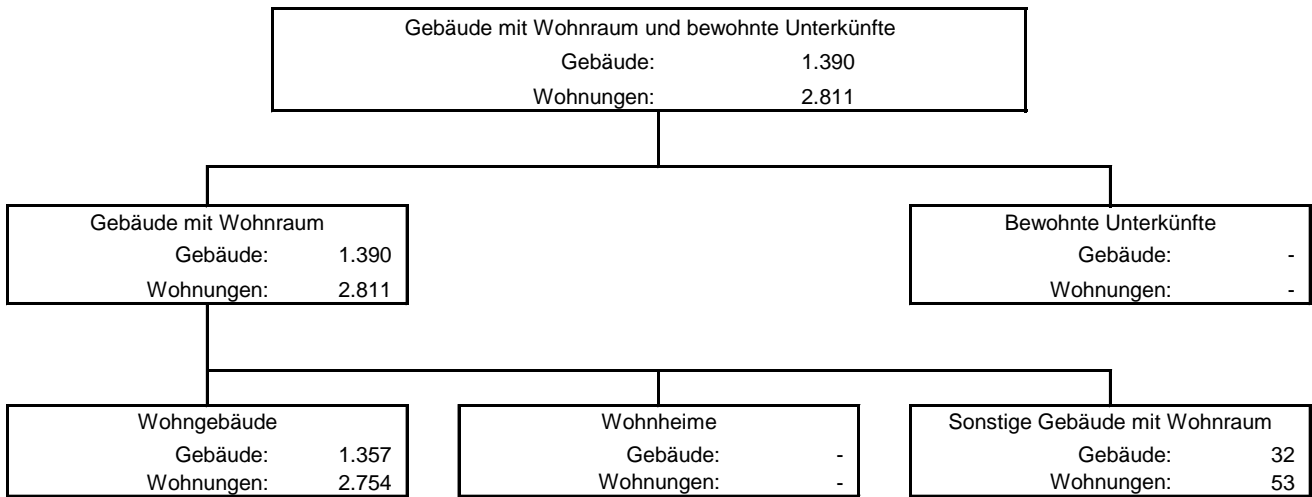 Gebäude mit Wohnraum und bewohnte Unterkünfte
Gebäude: 1.390
Wohnungen: 2.811
Gebäude mit Wohnraum
Gebäude: 1.390
Wohnungen: 2.811
Bewohnte Unterkünfte
Gebäude: -
Wohnungen: -
Wohngebäude
Gebäude: 1.357
Wohnungen: 2.754
Wohnheime
Gebäude: -
Wohnungen: -
Sonstige Gebäude mit Wohnraum
Gebäude: 32
Wohnungen: 53